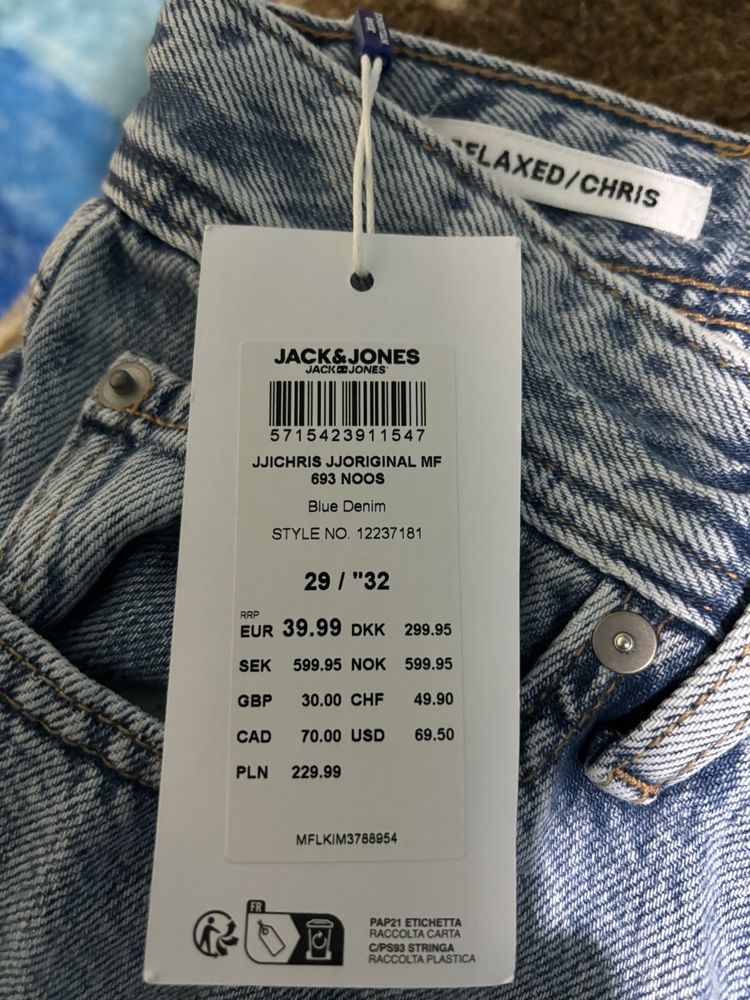 RELAXED/CHRIS
JACK&JONES
JACK JONES
5715423911547
JJICHRIS JJORIGINAL MF
693 NOOS
Blue Denim
STYLE NO. 12237181
29 / "32
RRP
EUR 39.99 DKK 299.95
SEK 599.95 NOK 599.95
GBP 30.00 CHF 49.90
CAD 70.00 USD 69.50
PLN 229.99
MFLKIM3788954
FR
PAP21 ETICHETTA
RACCOLTA CARTA
C/PS93 STRINGA
RACCOLTA PLASTICA